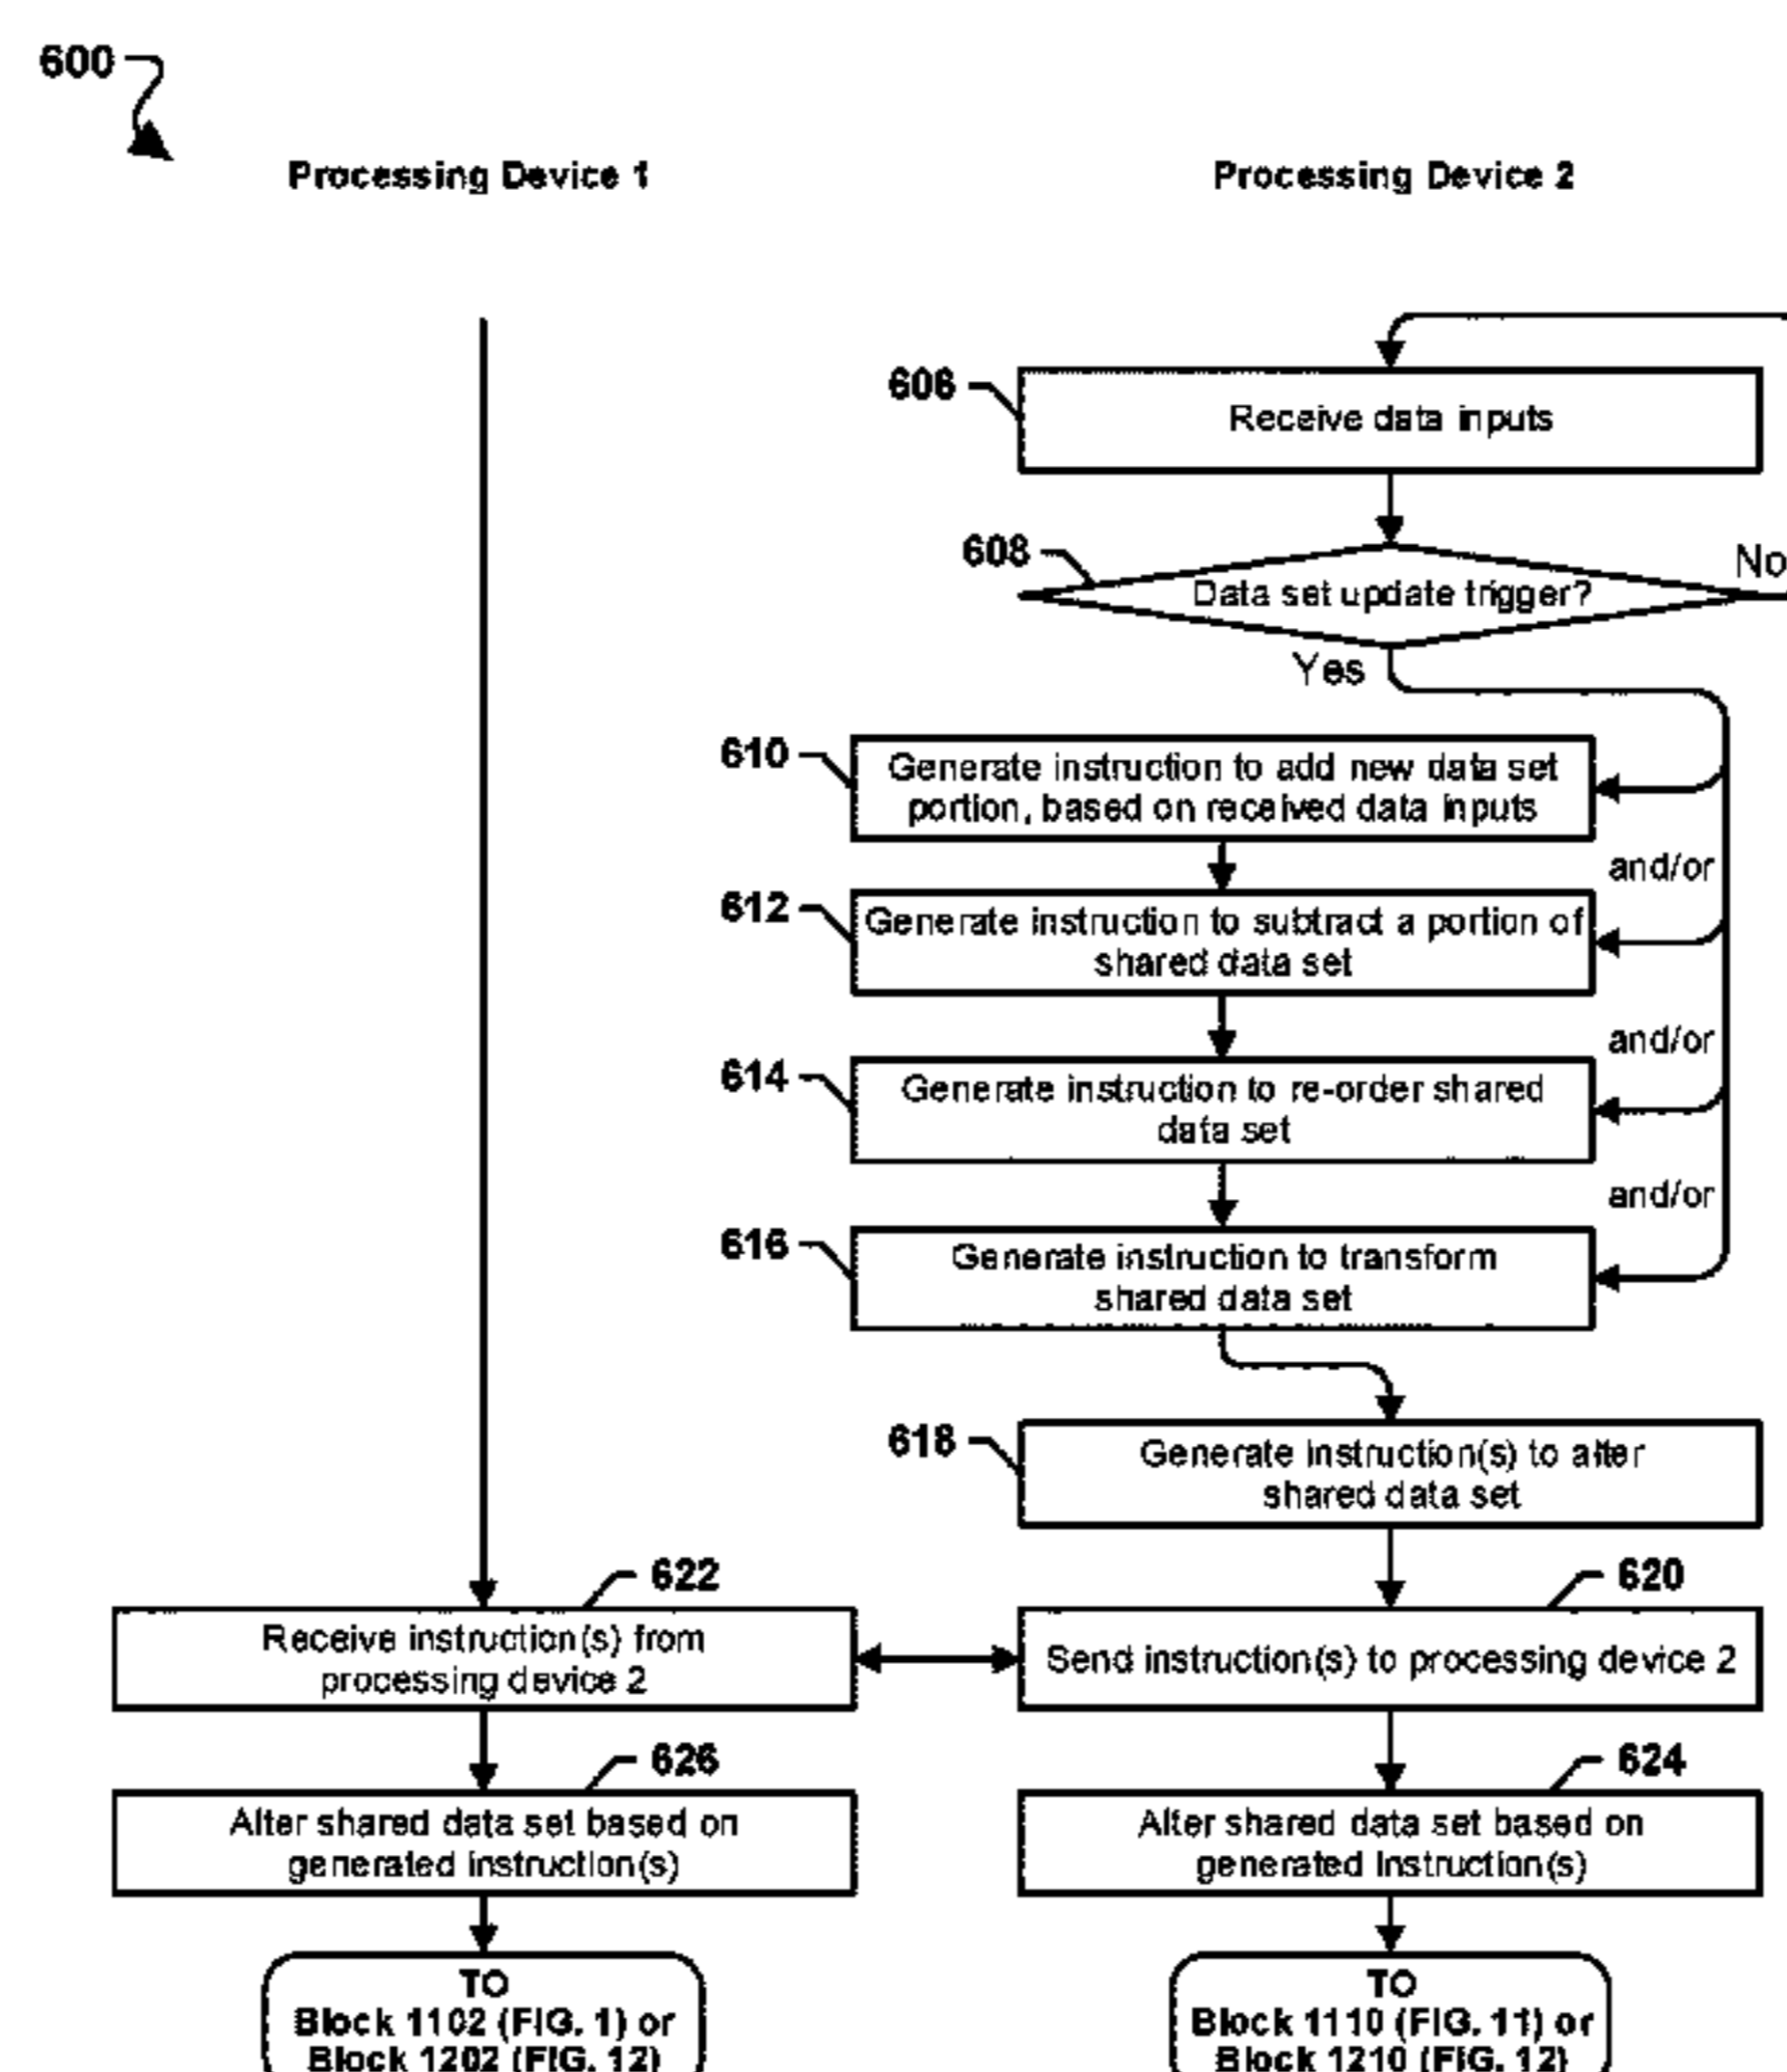 600
Processing Device 1
Processing Device 2
606
Receive data inputs
608
Data set update trigger?
No
Yes
610
Generate instruction to add new data set
portion, based on received data inputs
and/or
612
Generate instruction to subtract a portion of
shared data set
and/or
614
Generate instruction to re-order shared
data set
and/or
616
Generate instruction to transform
shared data set
618
Generate instruction(s) to alter
shared data set
622
Receive instruction(s) from
processing device 2
620
Send instruction(s) to processing device 2
626
Alter shared data set based on
generated instruction(s)
624
Alter shared data set based on
generated instruction(s)
TO
Block 1102 (FIG. 1) or
Block 1202 (FIG. 12)
TO
Block 1110 (FIG. 11) or
Block 1210 (FIG. 12)